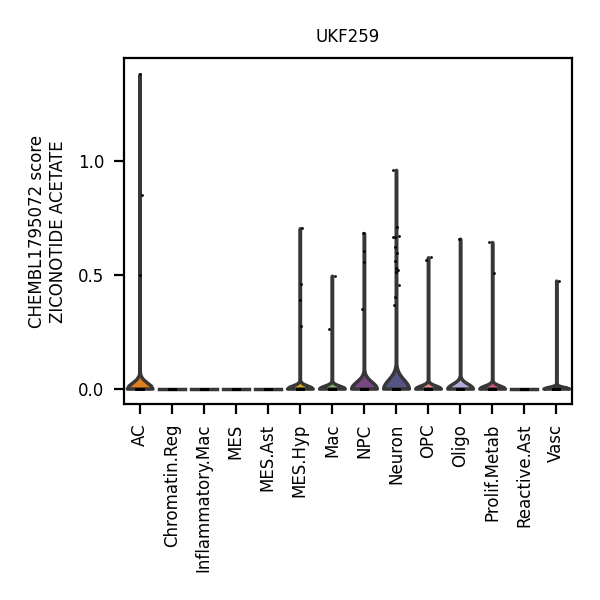 UKF259
CHEMBL1795072 score
ZICONOTIDE ACETATE
1.0
0.5
0.0
AC
Chromatin.Reg
Inflammatory.Mac
MES
MES.Ast
MES.Hyp
Mac
NPC
Neuron
OPC
Oligo
Prolif.Metab
Reactive.Ast
Vasc